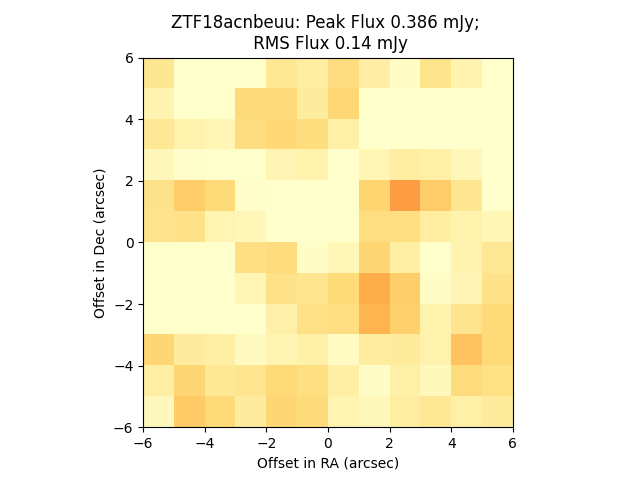 ZTF18acnbeuu: Peak Flux 0.386 mJy;
RMS Flux 0.14 mJy
6
4
2
0
−2
−4
−6
Offset in Dec (arcsec)
−6 −4 −2 0 2 4 6
Offset in RA (arcsec)